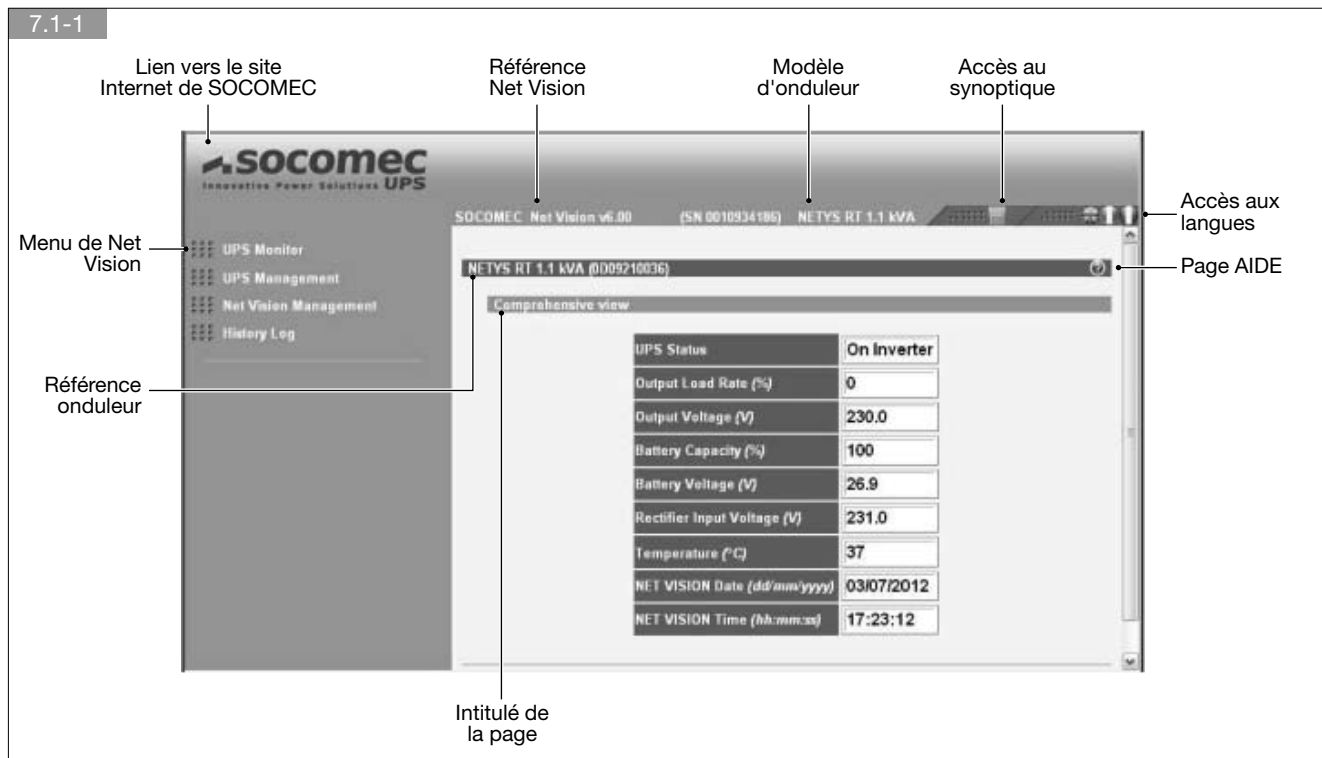 7.1-1
Lien vers le site
Internet de SOCOMEC
Référence
Net Vision
Modèle
d'onduleur
Accès au
synoptique
socomec
Innovative Power Solutions UPS
SOCOMEC Net Vision v6.00 (SN 0010934186) NETYS RT 1.1 kVA
Accès aux
langues
Menu de Net
Vision
UPS Monitor
UPS Management
Net Vision Management
History Log
NETYS RT 1.1 kVA (0D09210036)
Page AIDE
Comprehensive view
Référence
onduleur
UPS Status On Inverter
Output Load Rate (%) 0
Output Voltage (V) 230.0
Battery Capacity (%) 100
Battery Voltage (V) 26.9
Rectifier Input Voltage (V) 231.0
Temperature (°C) 37
NET VISION Date (dd/mm/yyyy) 03/07/2012
NET VISION Time (hh:mm:ss) 17:23:12
Intitulé de
la page